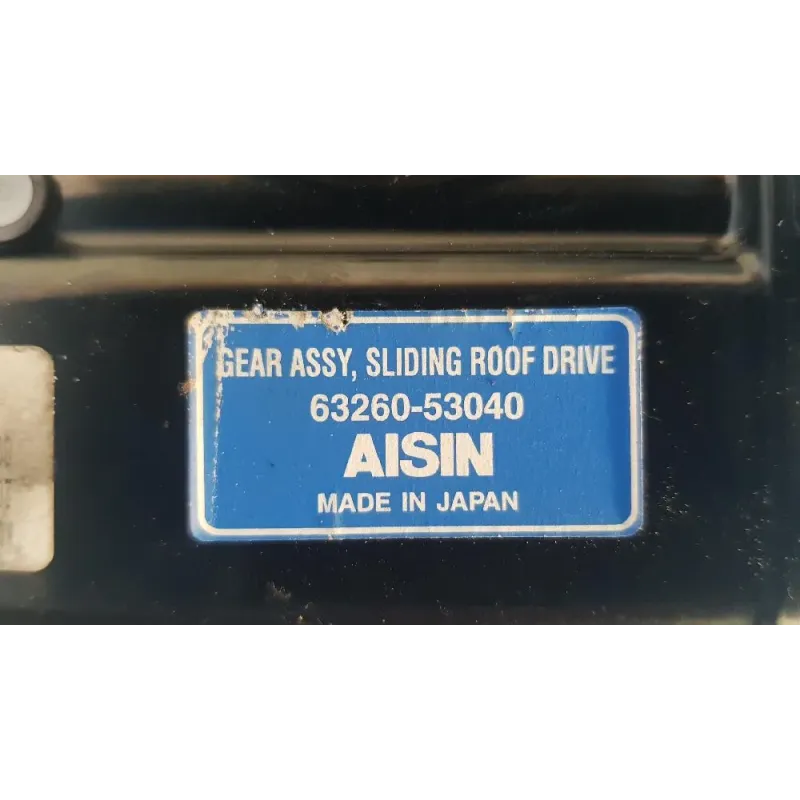 GEAR ASSY, SLIDING ROOF DRIVE
63260-53040
AISIN
MADE IN JAPAN